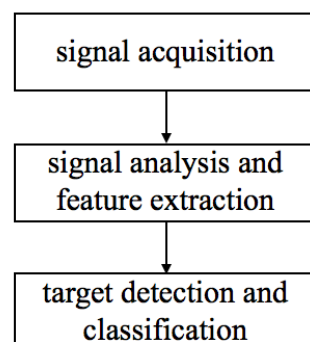 signal acquisition
signal analysis and
feature extraction
target detection and
classification